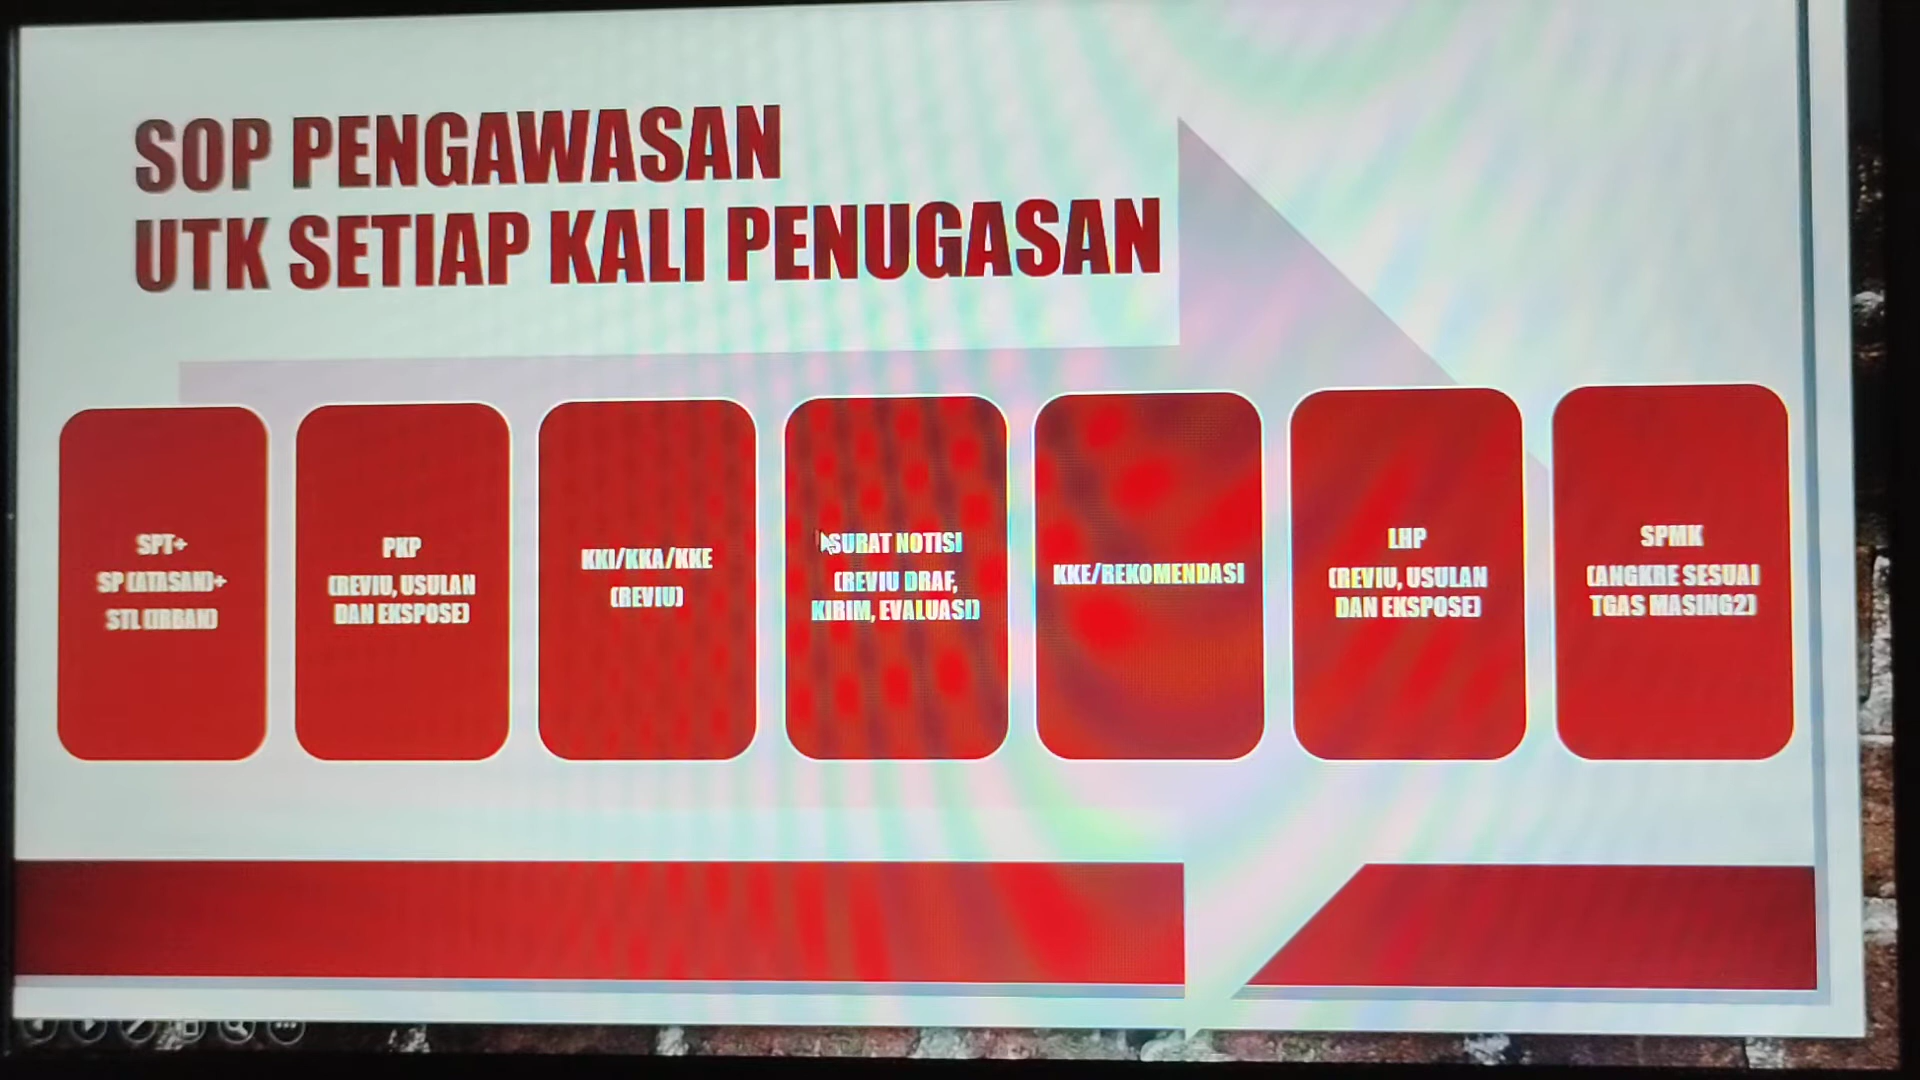 SOP PENGAWASAN
UTK SETIAP KALI PENUGASAN
SPT+
SP (ATASAN)+
STL (IRBAN)
PKP
(REVIU, USULAN
DAN EKSPOSE)
KKI/KKA/KKE
(REVIU)
SURAT NOTISI
(REVIU DRAF,
KIRIM, EVALUASI)
KKE/REKOMENDASI
LHP
(REVIU, USULAN
DAN EKSPOSE)
SPMK
(ANGKRE SESUAI
TGAS MASING2)